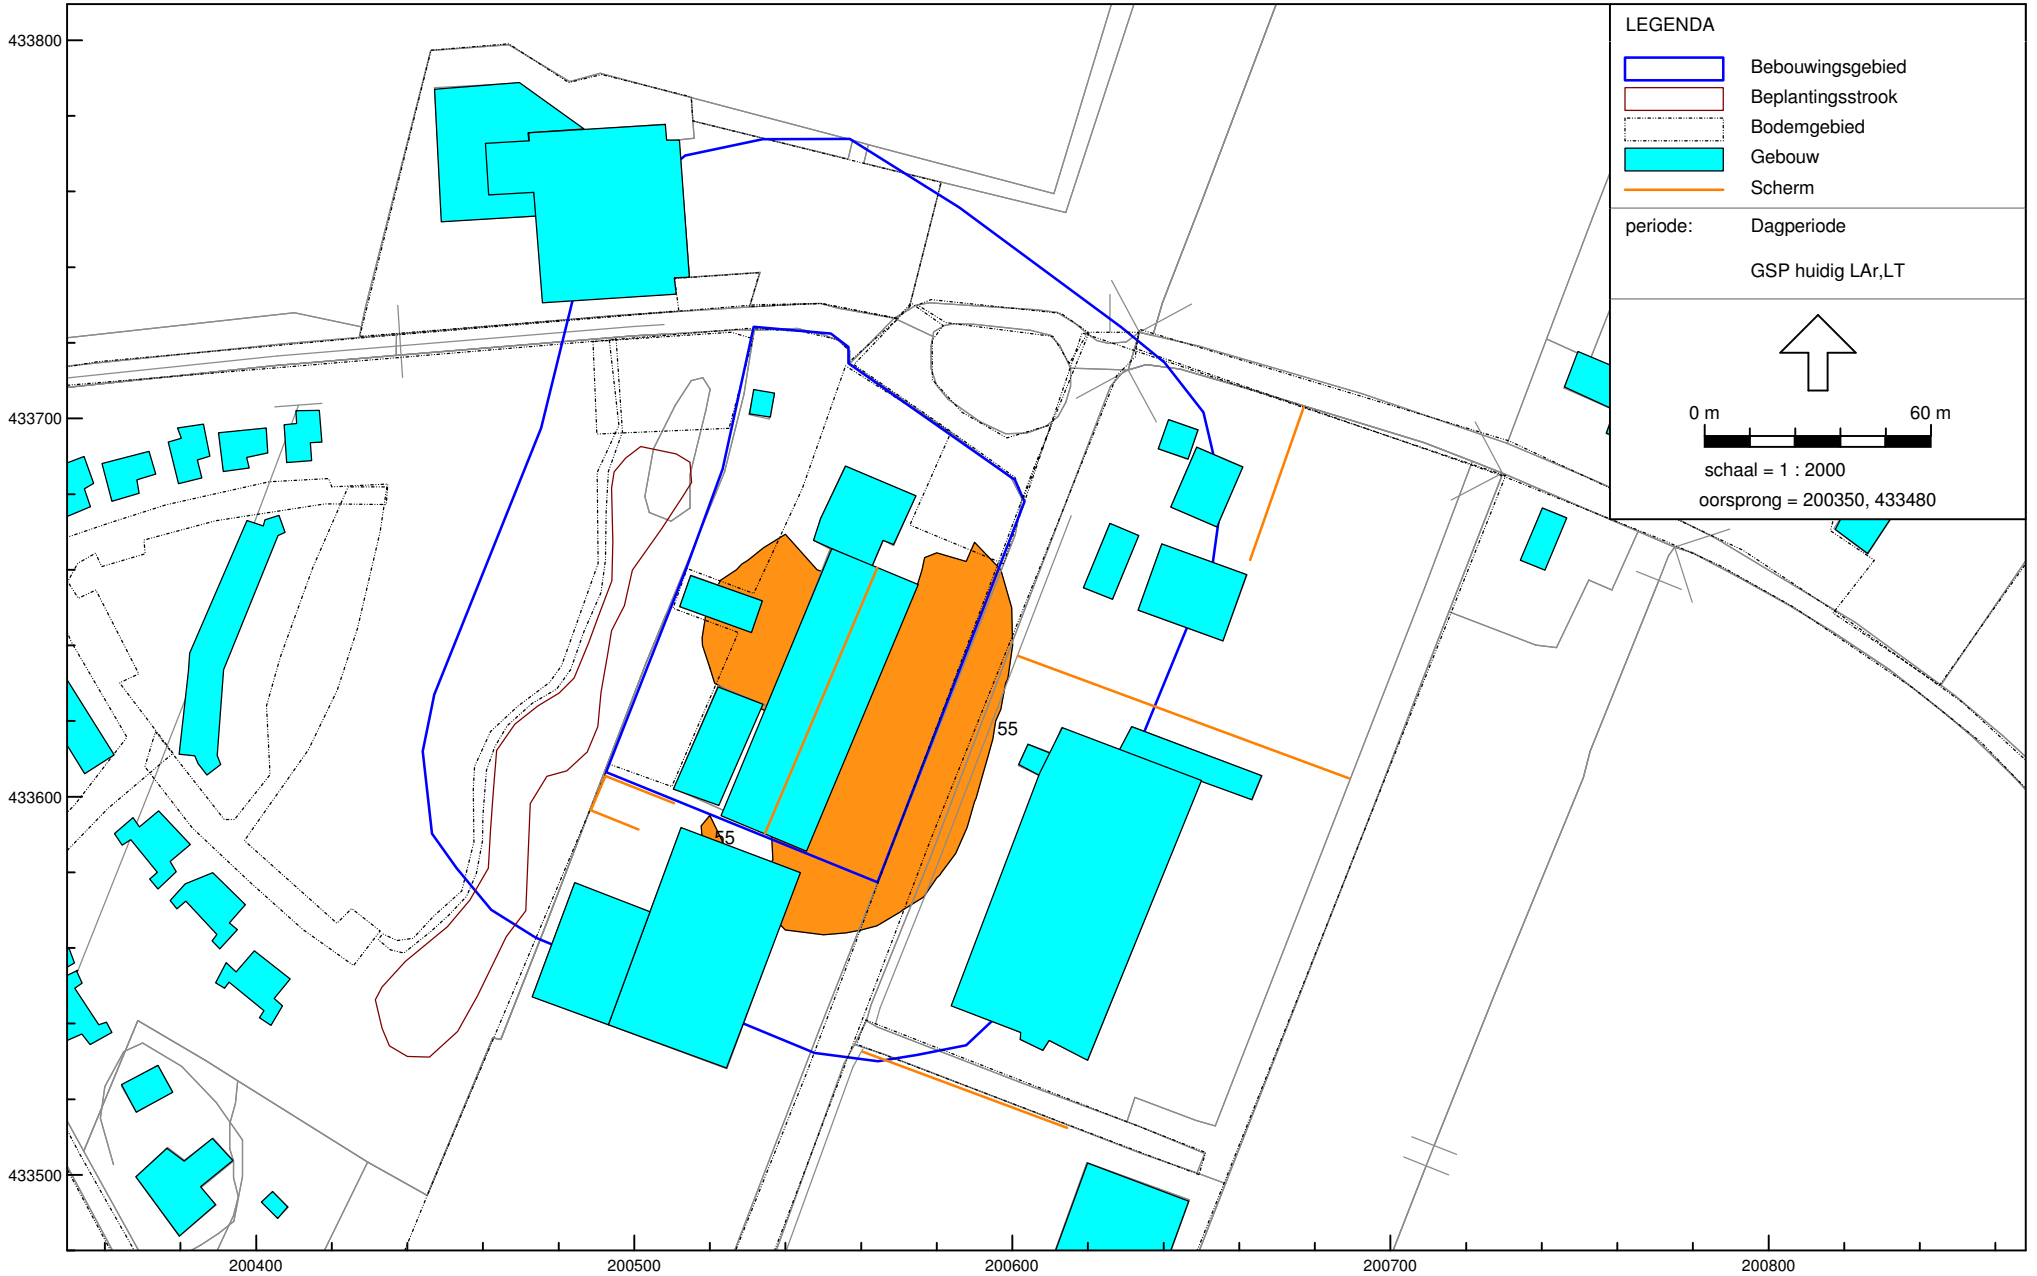 LEGENDA
Bebouwingsgebied
Beplantingsstrook
Bodemgebied
Gebouw
Scherm
periode: Dagperiode
GSP huidig LAr,LT
0 m 60 m
schaal = 1 : 2000
oorsprong = 200350, 433480
433800
433700
433600
433500
55
55
200400 200500 200600 200700 200800